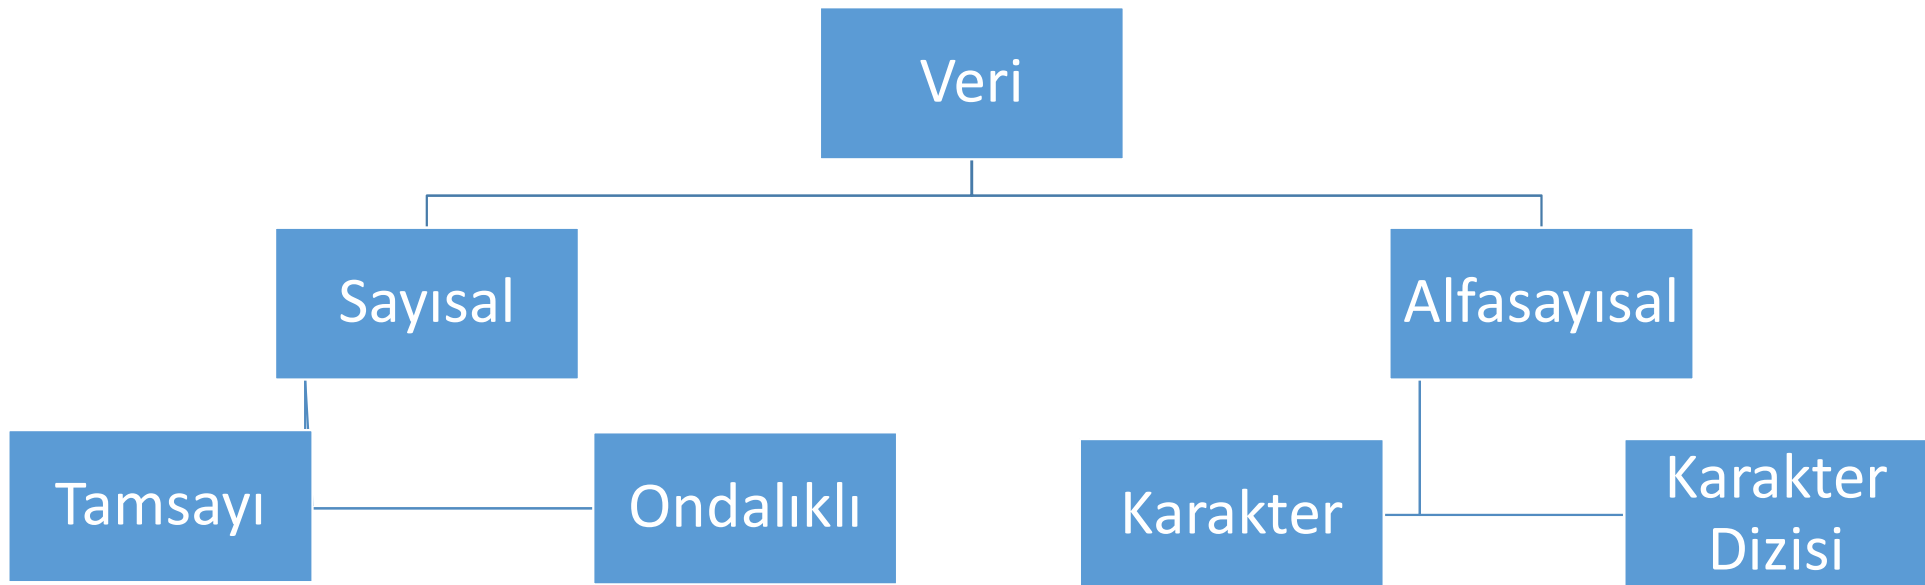 Veri
Sayısal
Alfasayısal
Tamsayı
Ondalıklı
Karakter
Karakter
Dizisi